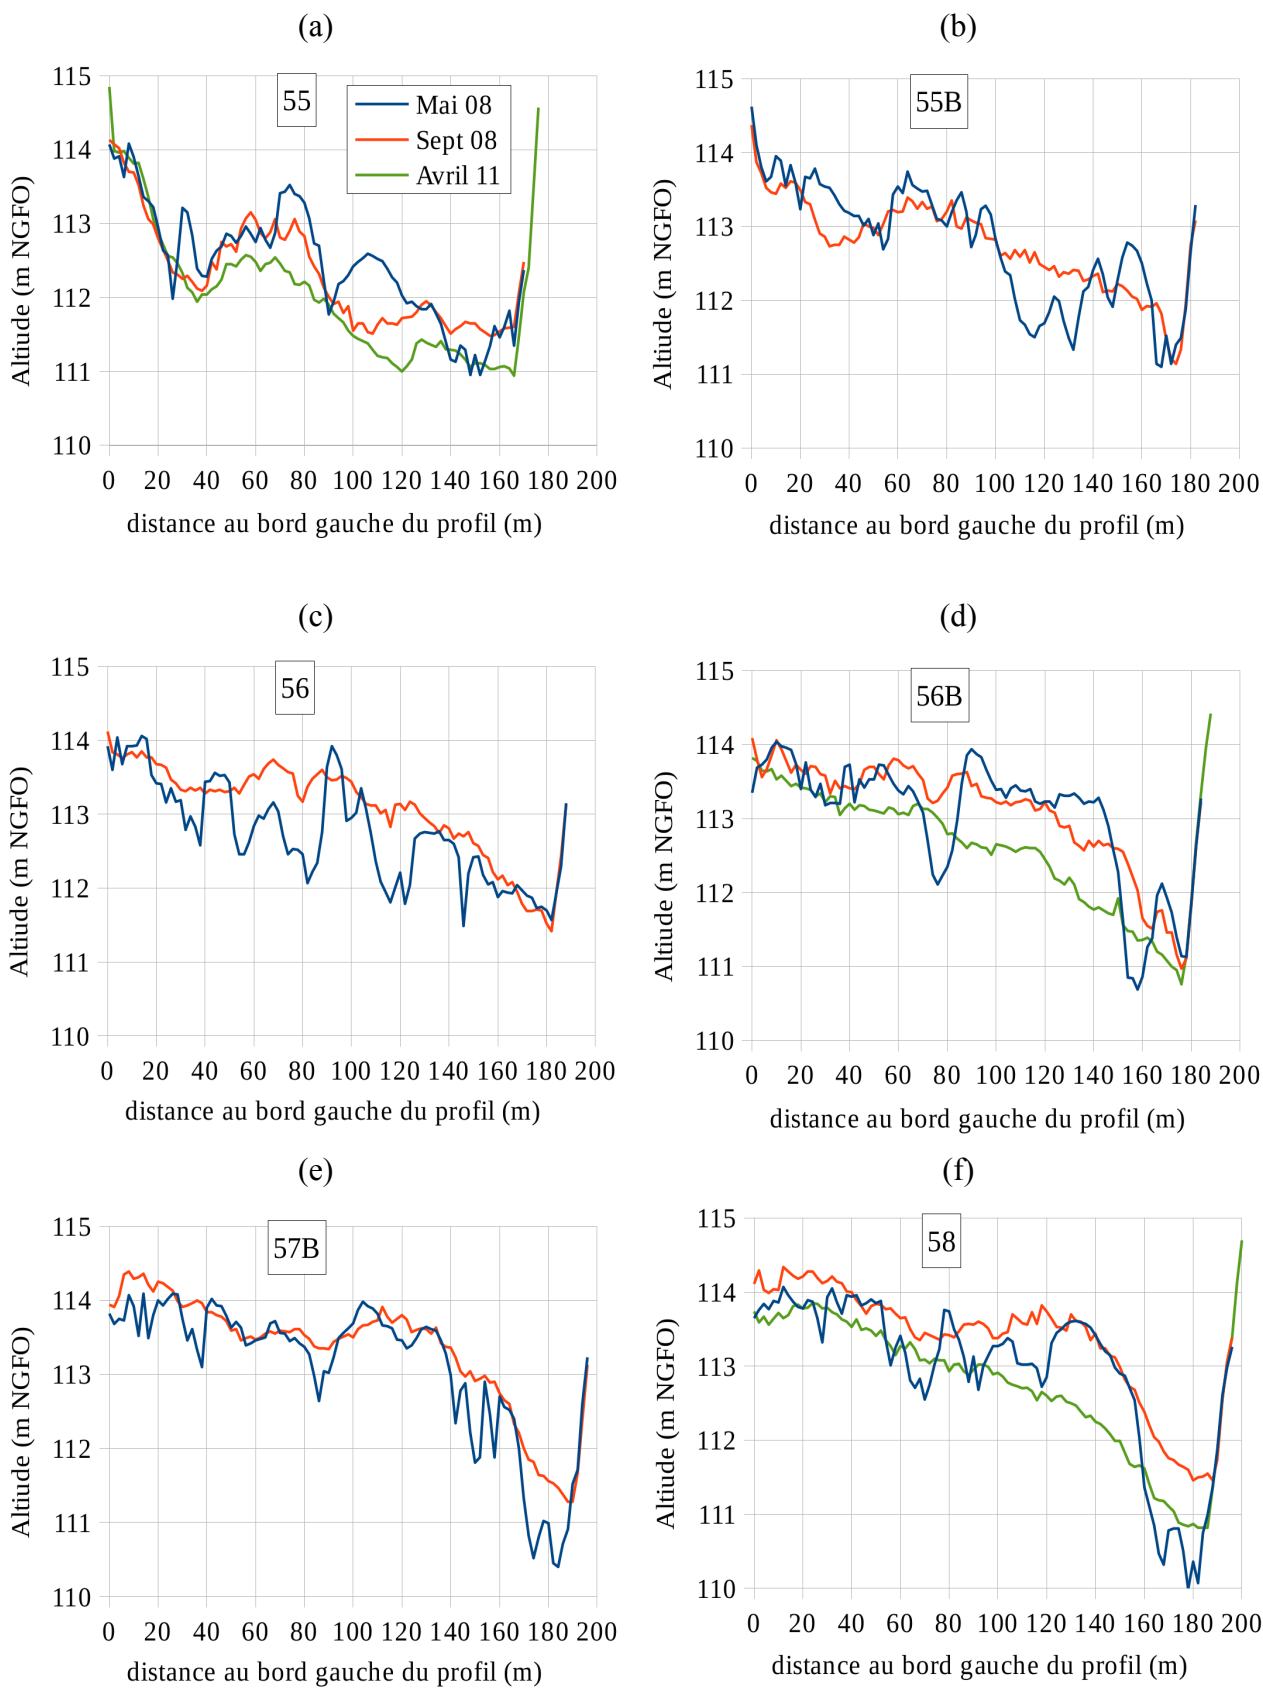 (a)
(b)
55
Mai 08
Sept 08
Avril 11
115
114
113
112
111
110
Altiude (m NGFO)
0 20 40 60 80 100 120 140 160 180 200
distance au bord gauche du profil (m)
55B
115
114
113
112
111
110
Altiude (m NGFO)
0 20 40 60 80 100 120 140 160 180 200
distance au bord gauche du profil (m)
(c)
(d)
56
115
114
113
112
111
110
Altiude (m NGFO)
0 20 40 60 80 100 120 140 160 180 200
distance au bord gauche du profil (m)
56B
115
114
113
112
111
110
Altiude (m NGFO)
0 20 40 60 80 100 120 140 160 180 200
distance au bord gauche du profil (m)
(e)
(f)
57B
115
114
113
112
111
110
Altiude (m NGFO)
0 20 40 60 80 100 120 140 160 180 200
distance au bord gauche du profil (m)
58
115
114
113
112
111
110
Altiude (m NGFO)
0 20 40 60 80 100 120 140 160 180 200
distance au bord gauche du profil (m)